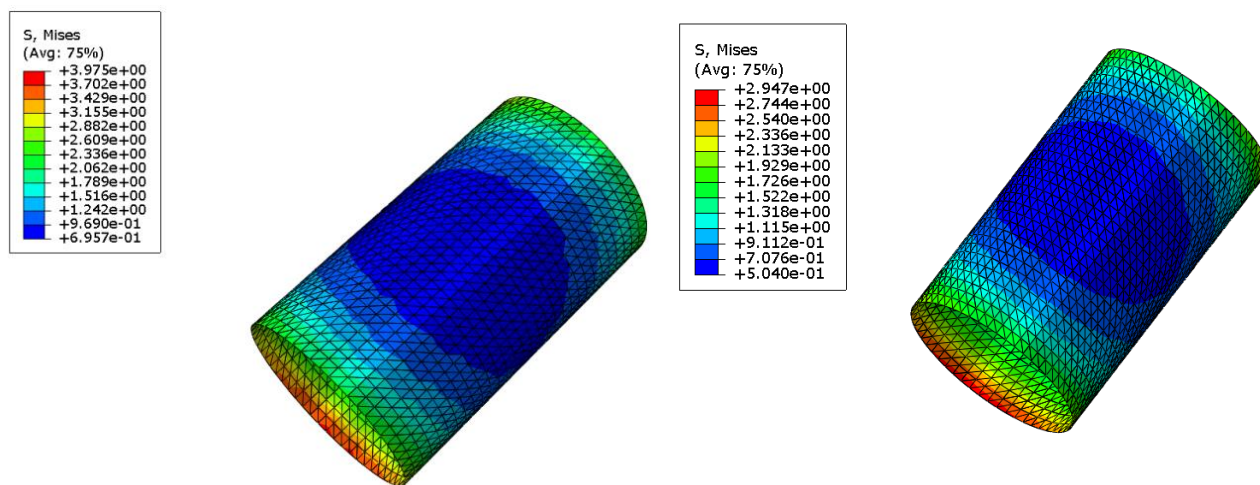 S, Mises
(Avg: 75%)
+3.975e+00
+3.702e+00
+3.429e+00
+3.155e+00
+2.882e+00
+2.609e+00
+2.336e+00
+2.062e+00
+1.789e+00
+1.516e+00
+1.242e+00
+9.690e-01
+6.957e-01
S, Mises
(Avg: 75%)
+2.947e+00
+2.744e+00
+2.540e+00
+2.336e+00
+2.133e+00
+1.929e+00
+1.726e+00
+1.522e+00
+1.318e+00
+1.115e+00
+9.112e-01
+7.076e-01
+5.040e-01